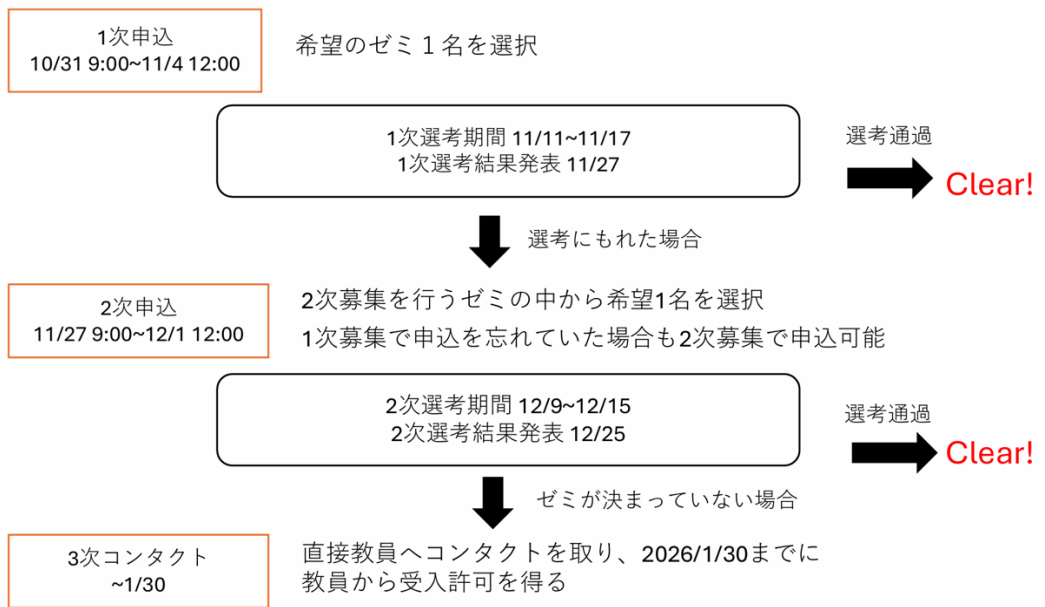 1次申込
10/31 9:00~11/4 12:00
希望のゼミ１名を選択
1次選考期間 11/11~11/17
1次選考結果発表 11/27
選考通過
Clear!
選考にもれた場合
2次申込
11/27 9:00~12/1 12:00
2次募集を行うゼミの中から希望1名を選択
1次募集で申込を忘れていた場合も2次募集で申込可能
2次選考期間 12/9~12/15
2次選考結果発表 12/25
選考通過
Clear!
ゼミが決まっていない場合
3次コンタクト
~1/30
直接教員へコンタクトを取り、2026/1/30までに
教員から受入許可を得る